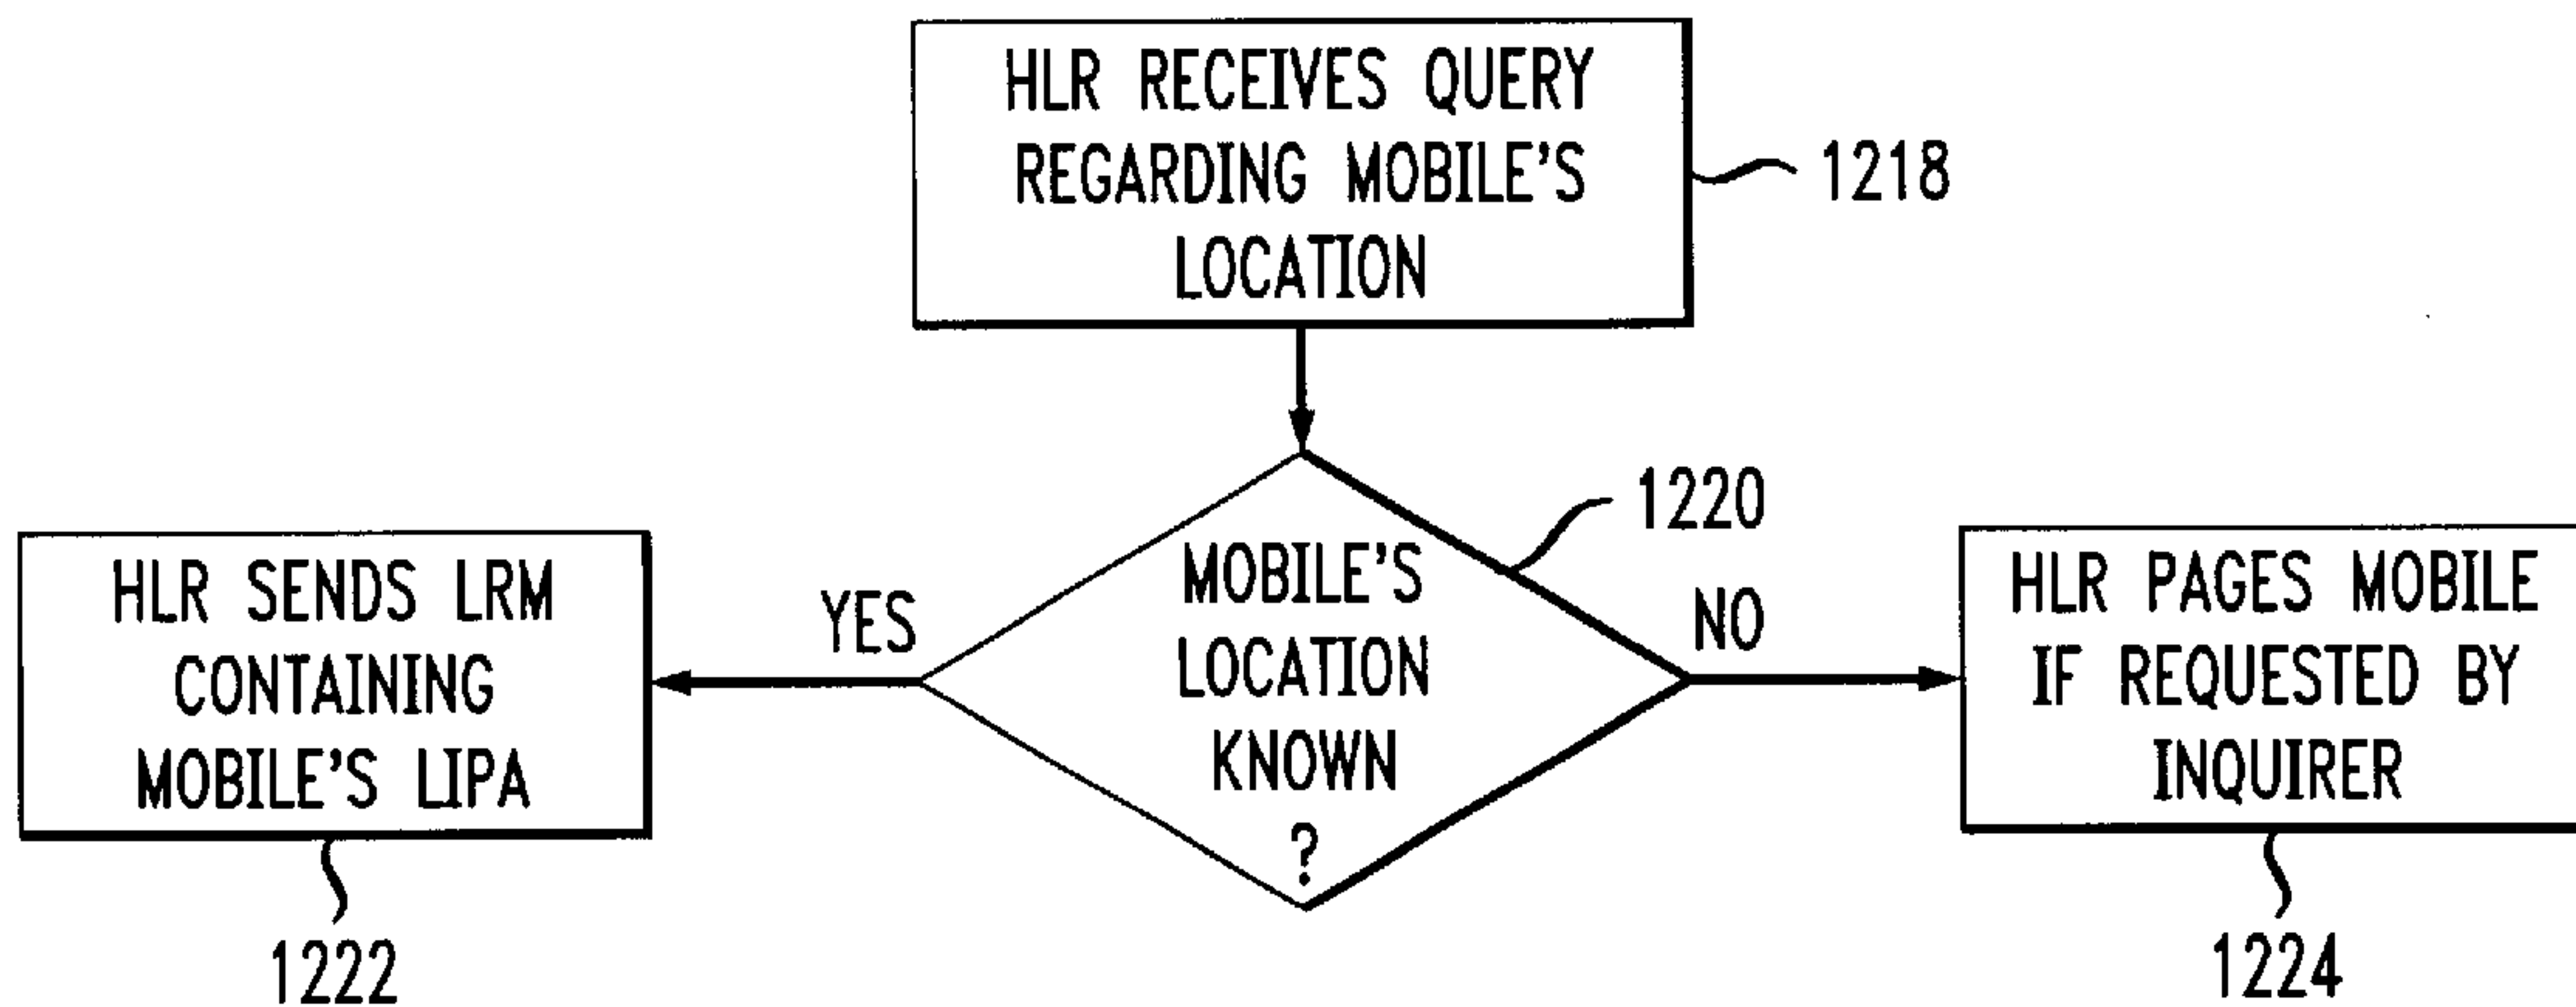 HLR RECEIVES QUERY
REGARDING MOBILE'S
LOCATION
1218
1220
MOBILE'S
LOCATION
KNOWN
?
YES
NO
HLR SENDS LRM
CONTAINING
MOBILE'S LIPA
1222
HLR PAGES MOBILE
IF REQUESTED BY
INQUIRER
1224